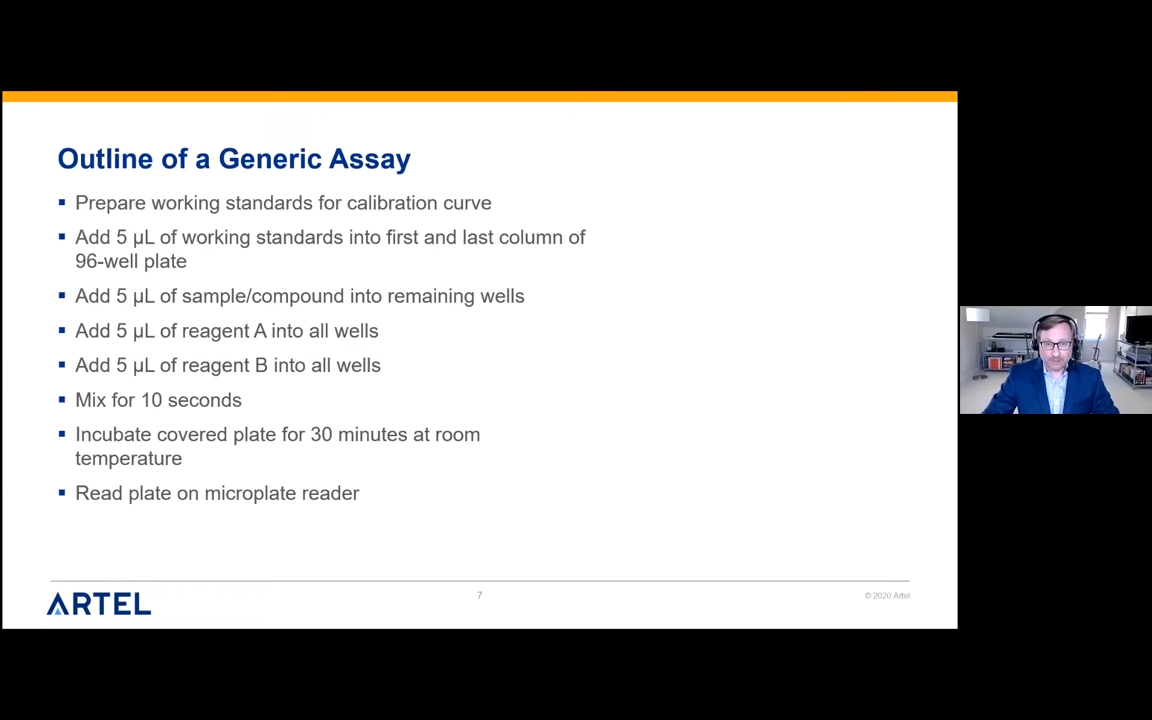 Outline of a Generic Assay
▪ Prepare working standards for calibration curve
▪ Add 5 µL of working standards into first and last column of
96-well plate
▪ Add 5 µL of sample/compound into remaining wells
▪ Add 5 µL of reagent A into all wells
▪ Add 5 µL of reagent B into all wells
▪ Mix for 10 seconds
▪ Incubate covered plate for 30 minutes at room
temperature
▪ Read plate on microplate reader
ARTEL
7
© 2020 Artel